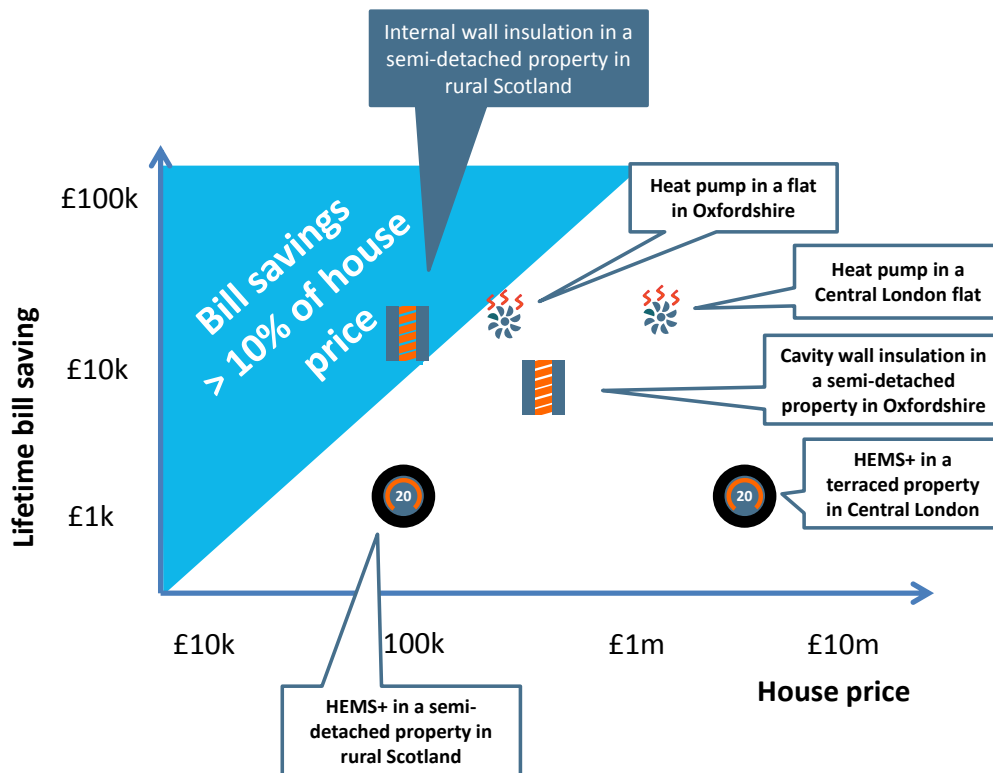 Internal wall insulation in a
semi-detached property in
rural Scotland
Heat pump in a flat
in Oxfordshire
Heat pump in a
Central London flat
Cavity wall insulation in
a semi-detached
property in Oxfordshire
HEMS+ in a
terraced property
in Central London
Bill savings
> 10% of house
price
Lifetime bill saving
£100k
£10k
£1k
20
20
£10k
100k
£1m
£10m
House price
HEMS+ in a semi-
detached property in
rural Scotland